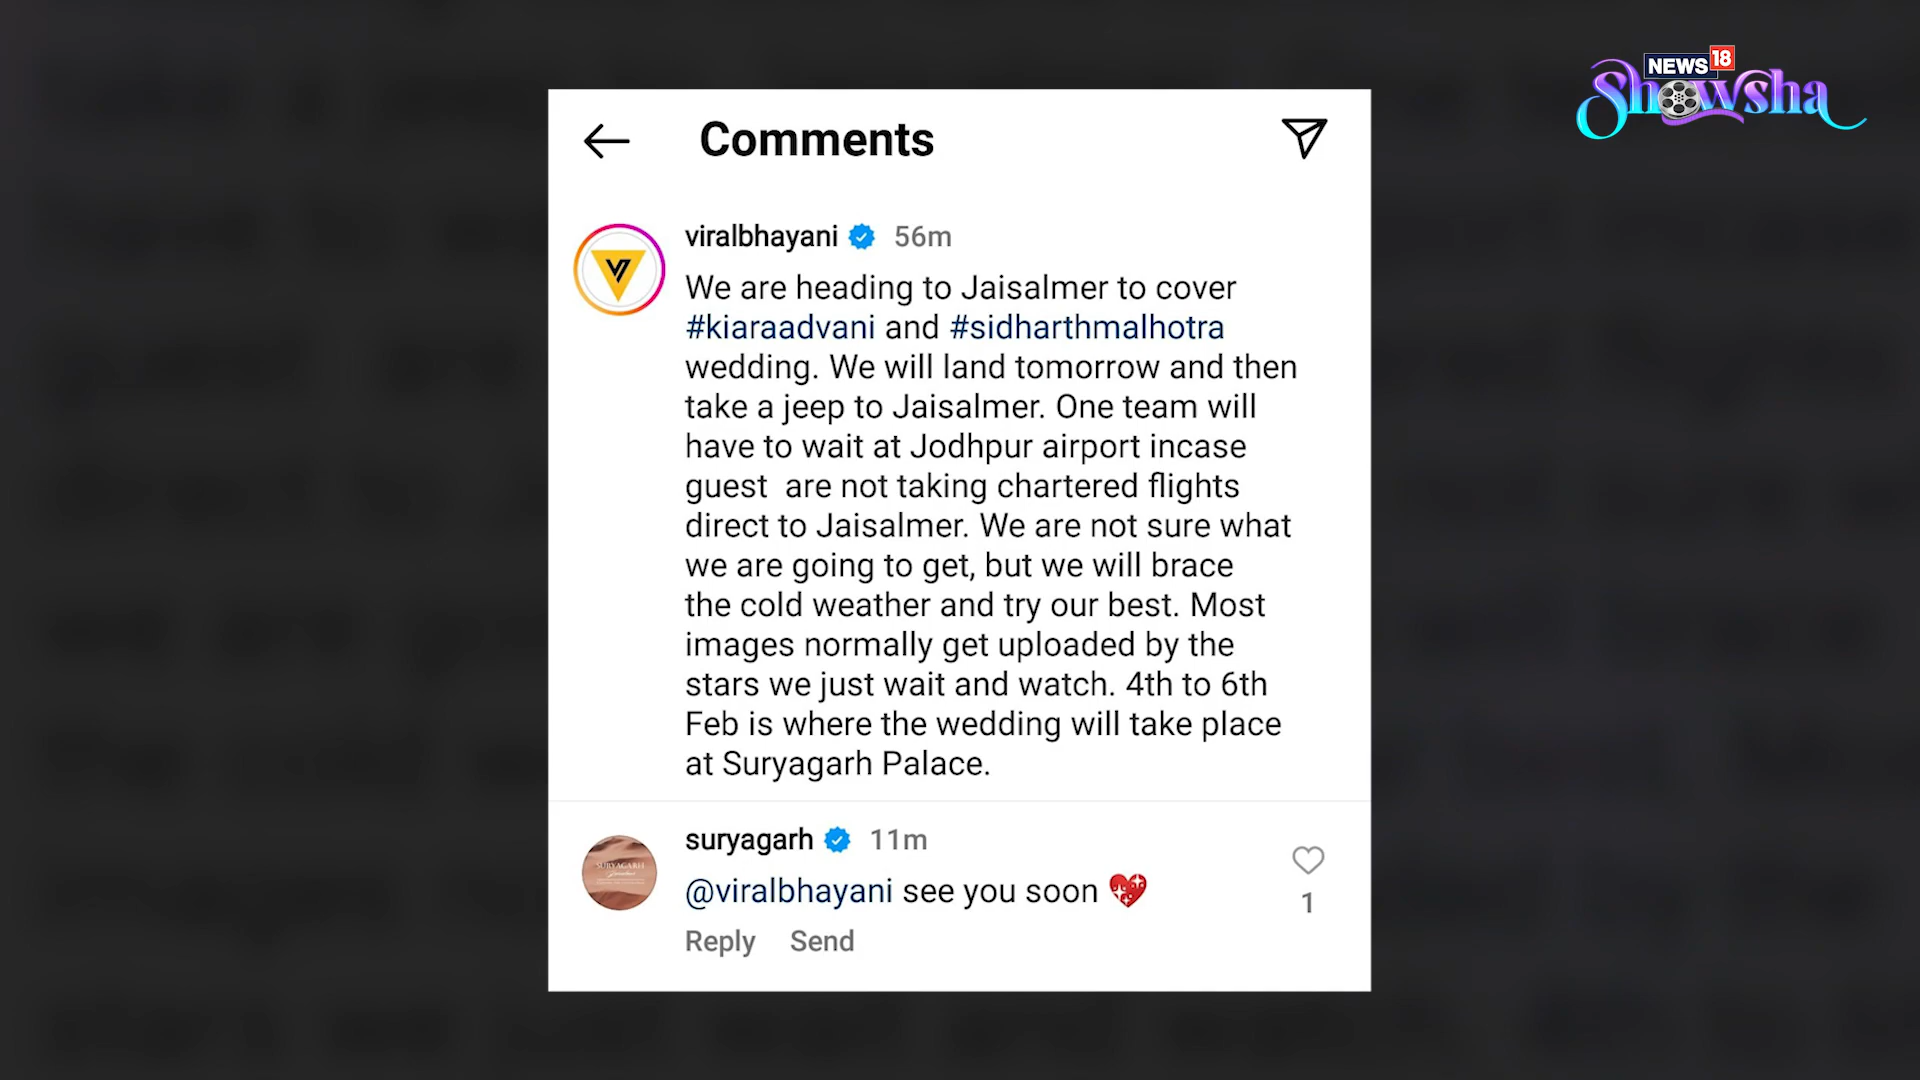 NEWS 18
Showsha
Comments
viralbhayani 56m
We are heading to Jaisalmer to cover
#kiaraadvani and #sidharthmalhotra
wedding. We will land tomorrow and then
take a jeep to Jaisalmer. One team will
have to wait at Jodhpur airport incase
guest  are not taking chartered flights
direct to Jaisalmer. We are not sure what
we are going to get, but we will brace
the cold weather and try our best. Most
images normally get uploaded by the
stars we just wait and watch. 4th to 6th
Feb is where the wedding will take place
at Suryagarh Palace.
SURYAGARH
suryagarh 11m
@viralbhayani see you soon 💖
1
Reply Send